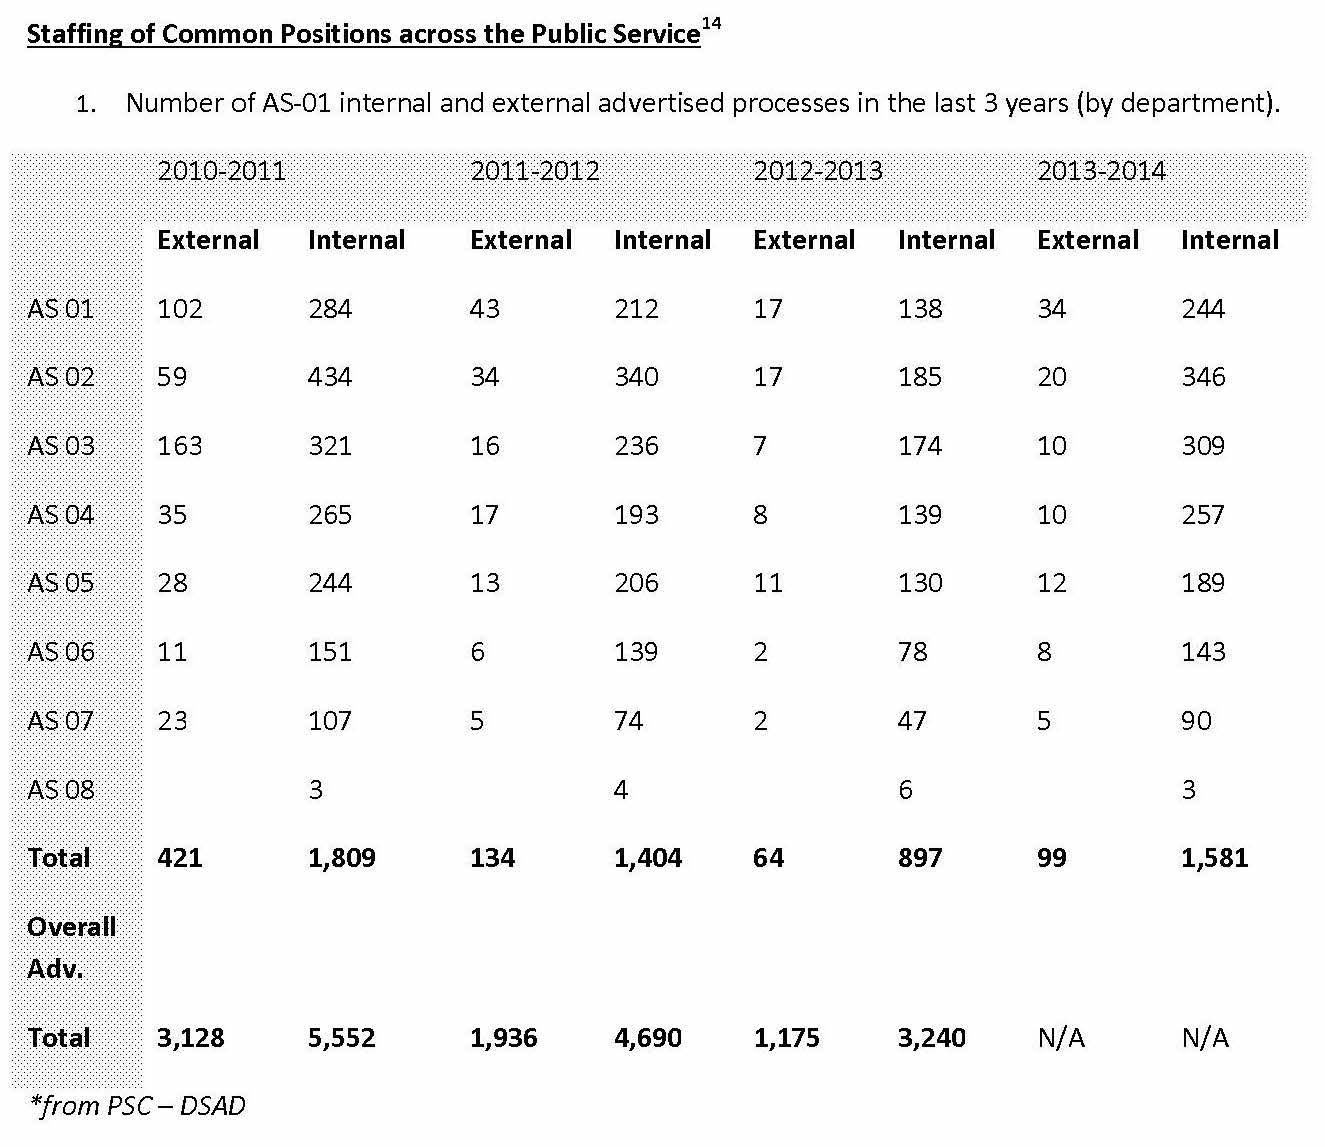 Staffing of Common Positions across the Public Service14
1. Number of AS-01 internal and external advertised processes in the last 3 years (by department).
2010-2011 2011-2012 2012-2013 2013-2014
External Internal External Internal External Internal External Internal
AS 01 102 284 43 212 17 138 34 244
AS 02 59 434 34 340 17 185 20 346
AS 03 163 321 16 236 7 174 10 309
AS 04 35 265 17 193 8 139 10 257
AS 05 28 244 13 206 11 130 12 189
AS 06 11 151 6 139 2 78 8 143
AS 07 23 107 5 74 2 47 5 90
AS 08 3 4 6 3
Total 421 1,809 134 1,404 64 897 99 1,581
Overall
Adv.
Total 3,128 5,552 1,936 4,690 1,175 3,240 N/A N/A
*from PSC – DSAD